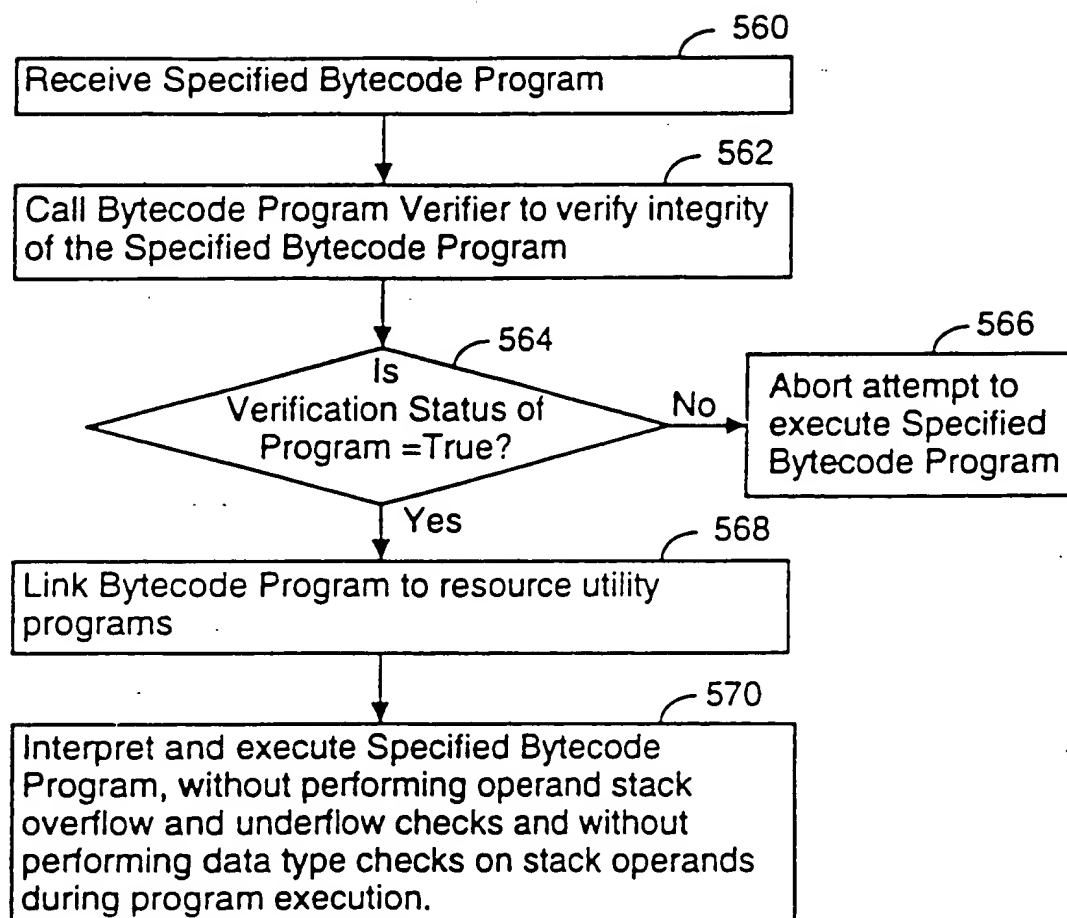 560
Receive Specified Bytecode Program
562
Call Bytecode Program Verifier to verify integrity
of the Specified Bytecode Program
564
Is
Verification Status of
Program =True?
No
566
Abort attempt to
execute Specified
Bytecode Program
Yes
568
Link Bytecode Program to resource utility
programs
570
Interpret and execute Specified Bytecode
Program, without performing operand stack
overflow and underflow checks and without
performing data type checks on stack operands
during program execution.